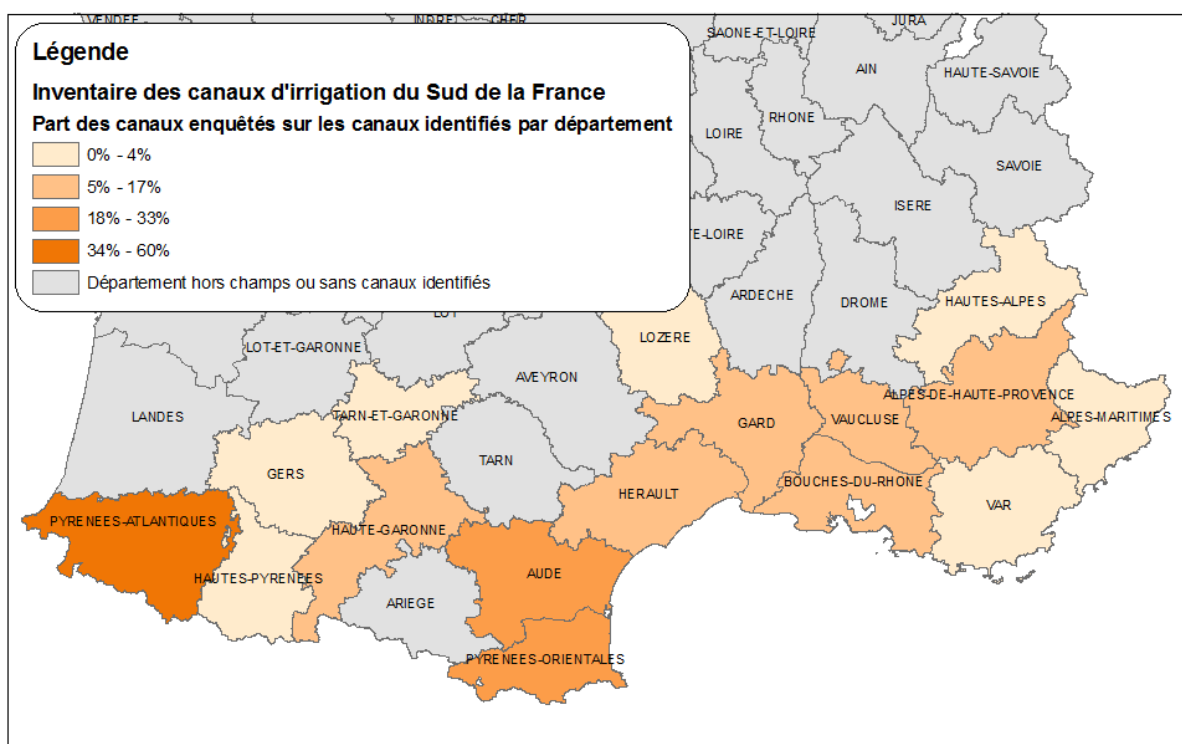 VENDEE
INDRE
CHER
JURA
SAONE-ET-LOIRE
Légende
AIN
HAUTE-SAVOIE
Inventaire des canaux d'irrigation du Sud de la France
Part des canaux enquêtés sur les canaux identifiés par département
RHONE
LOIRE
0% - 4%
SAVOIE
5% - 17%
ISERE
18% - 33%
TE-LOIRE
34% - 60%
Département hors champs ou sans canaux identifiés
ARDECHE
DROME
HAUTES-ALPES
LOT
LOZERE
LOT-ET-GARONNE
AVEYRON
ALPES-DE-HAUTE-PROVENCE
LANDES
TARN-ET-GARONNE
ALPES-MARITIMES
GARD
VAUCLUSE
TARN
GERS
BOUCHES-DU-RHONE
HERAULT
VAR
PYRENEES-ATLANTIQUES
HAUTE-GARONNE
AUDE
HAUTES-PYRENEES
ARIEGE
PYRENEES-ORIENTALES